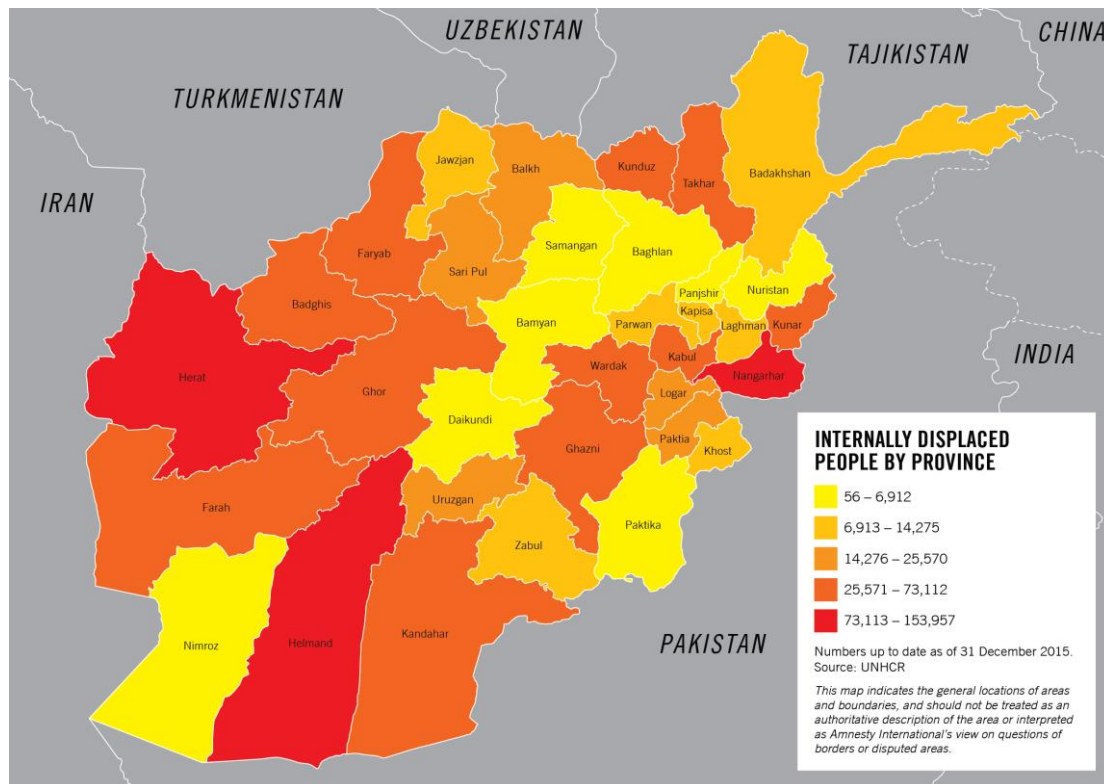 UZBEKISTAN
TAJIKISTAN
CHINA
TURKMENISTAN
IRAN
Jawzjan
Balkh
Kunduz
Takhar
Badakhshan
Faryab
Samangan
Baghlan
Sari Pul
Badghis
Panjshir
Nuristan
Bamyan
Parwan
Kapisa
Laghman
Kunar
INDIA
Herat
Ghor
Wardak
Kabul
Nangarhar
Logar
Daikundi
Ghazni
Paktia
Khost
Farah
Uruzgan
Paktika
Zabul
Nimroz
Helmand
Kandahar
PAKISTAN
INTERNALLY DISPLACED
PEOPLE BY PROVINCE
56 – 6,912
6,913 – 14,275
14,276 – 25,570
25,571 – 73,112
73,113 – 153,957
Numbers up to date as of 31 December 2015.
Source: UNHCR
This map indicates the general locations of areas
and boundaries, and should not be treated as an
authoritative description of the area or interpreted
as Amnesty International's view on questions of
borders or disputed areas.